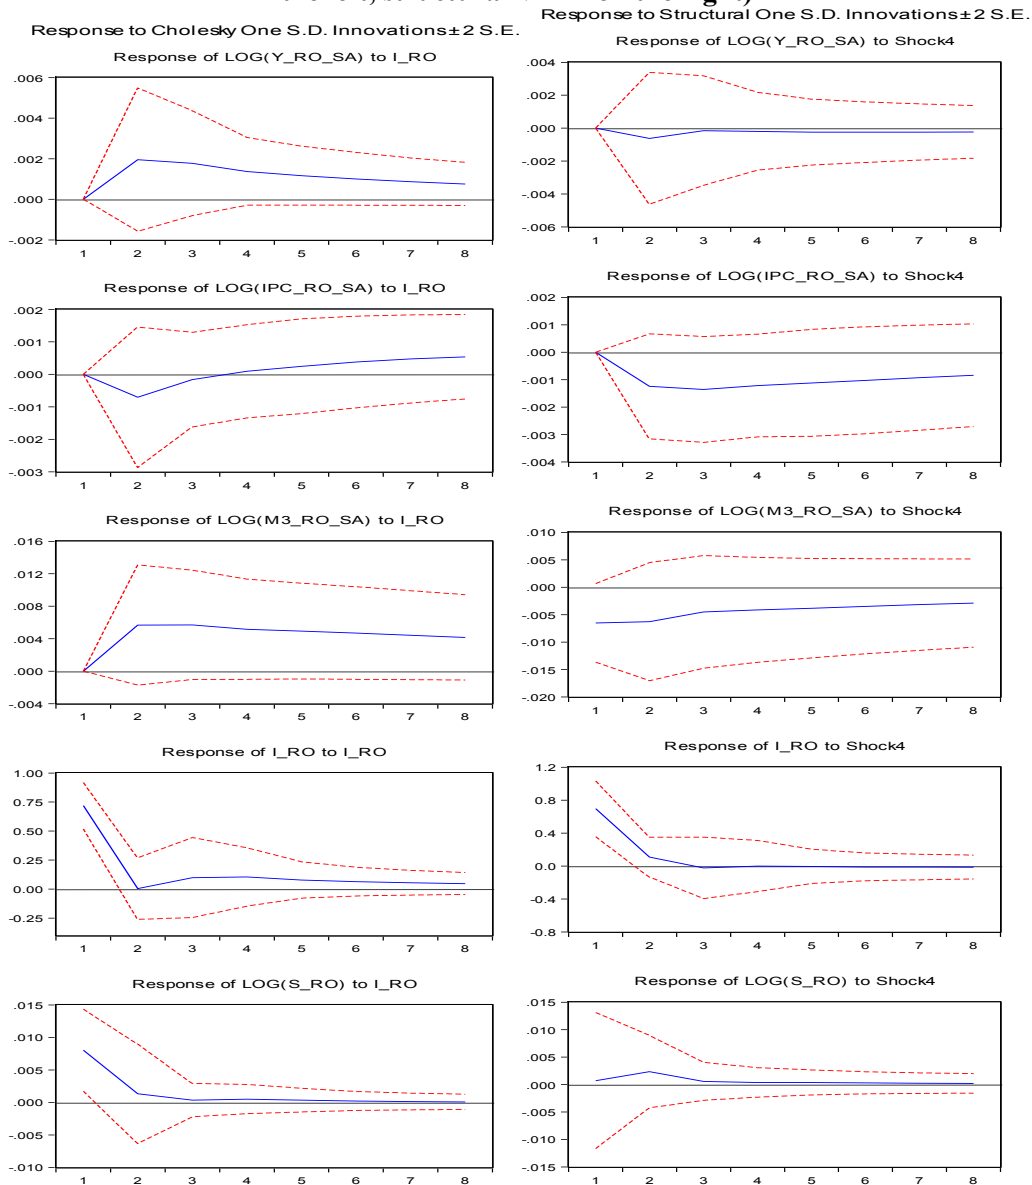 Response to Cholesky One S.D. Innovations ± 2 S.E.
Response of LOG(Y_RO_SA) to I_RO
.006
.004
.002
.000
-.002
1 2 3 4 5 6 7 8
Response of LOG(IPC_RO_SA) to I_RO
.002
.001
.000
-.001
-.002
-.003
1 2 3 4 5 6 7 8
Response of LOG(M3_RO_SA) to I_RO
.016
.012
.008
.004
.000
-.004
1 2 3 4 5 6 7 8
Response of I_RO to I_RO
1.00
0.75
0.50
0.25
0.00
-0.25
1 2 3 4 5 6 7 8
Response of LOG(S_RO) to I_RO
.015
.010
.005
.000
-.005
-.010
1 2 3 4 5 6 7 8
Response to Structural One S.D. Innovations ± 2 S.E.
Response of LOG(Y_RO_SA) to Shock4
.004
.002
.000
-.002
-.004
-.006
1 2 3 4 5 6 7 8
Response of LOG(IPC_RO_SA) to Shock4
.002
.001
.000
-.001
-.002
-.003
-.004
1 2 3 4 5 6 7 8
Response of LOG(M3_RO_SA) to Shock4
.010
.005
.000
-.005
-.010
-.015
-.020
1 2 3 4 5 6 7 8
Response of I_RO to Shock4
1.2
0.8
0.4
0.0
-0.4
-0.8
1 2 3 4 5 6 7 8
Response of LOG(S_RO) to Shock4
.015
.010
.005
.000
-.005
-.010
-.015
1 2 3 4 5 6 7 8